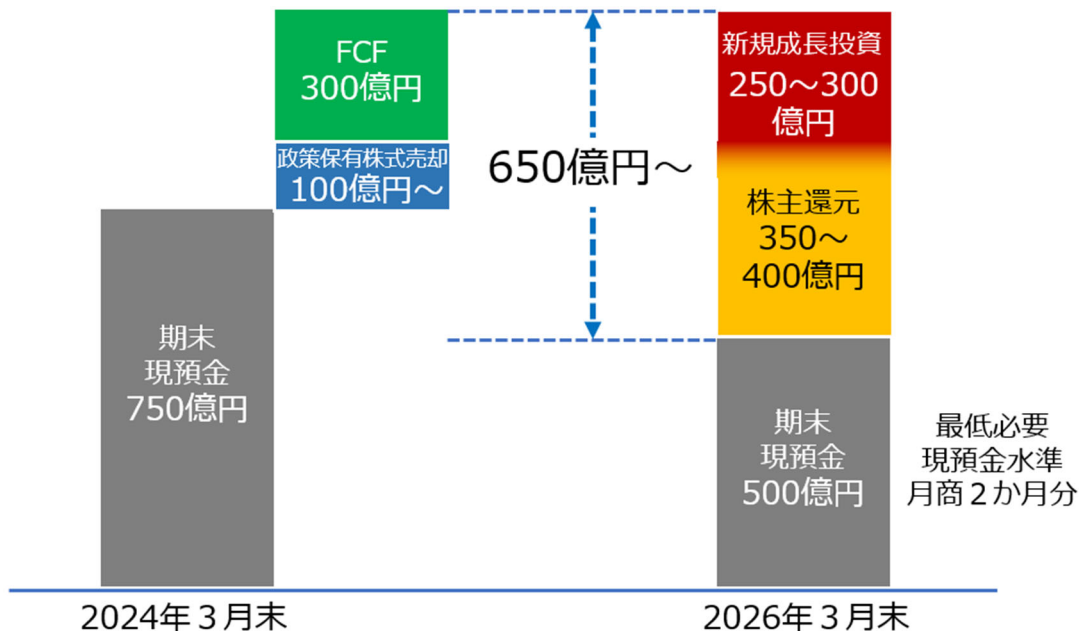 FCF
300億円
政策保有株式売却
100億円~
期末
現預金
750億円
2024年3月末
650億円~
新規成長投資
250~300
億円
株主還元
350~
400億円
期末
現預金
500億円
最低必要
現預金水準
月商2か月分
2026年3月末